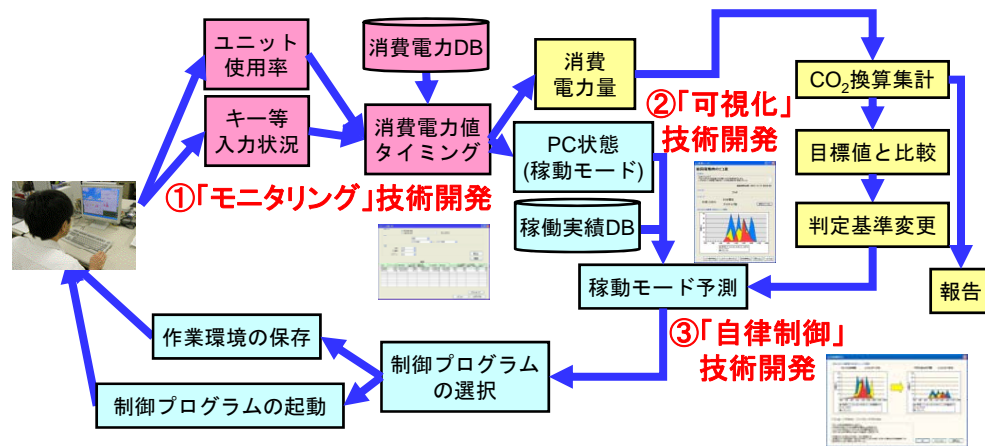 ユニット
使用率
消費電力DB
消費
電力量
CO2換算集計
②「可視化」
技術開発
キー等
入力状況
消費電力値
タイミング
PC状態
(稼動モード)
目標値と比較
①「モニタリング」技術開発
稼働実績DB
判定基準変更
稼動モード予測
報告
作業環境の保存
③「自律制御」
技術開発
制御プログラム
の選択
制御プログラムの起動